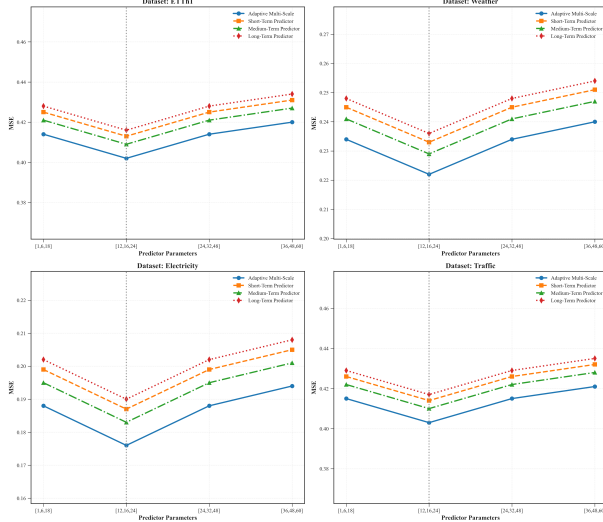 Dataset: ETTh1
Adaptive Multi-Scale
Short-Term Predictor
Medium-Term Predictor
Long-Term Predictor
0.46
0.44
0.42
0.40
0.38
MSE
[1,6,18]
[12,16,24]
[24,32,48]
[36,48,60]
Predictor Parameters
Dataset: Weather
Adaptive Multi-Scale
Short-Term Predictor
Medium-Term Predictor
Long-Term Predictor
0.27
0.26
0.25
0.24
0.23
0.22
0.21
0.20
MSE
[1,6,18]
[12,16,24]
[24,32,48]
[36,48,60
Predictor Parameters
Dataset: Electricity
Adaptive Multi-Scale
Short-Term Predictor
Medium-Term Predictor
Long-Term Predictor
0.22
0.21
0.20
0.19
0.18
0.17
0.16
MSE
[1,6,18]
[12,16,24]
[24,32,48]
[36,48,60]
Predictor Parameters
Dataset: Traffic
Adaptive Multi-Scale
Short-Term Predictor
Medium-Term Predictor
Long-Term Predictor
0.46
0.44
0.42
0.40
0.38
MSE
[1,6,18]
[12,16,24]
[24,32,48]
[36,48,60
Predictor Parameters